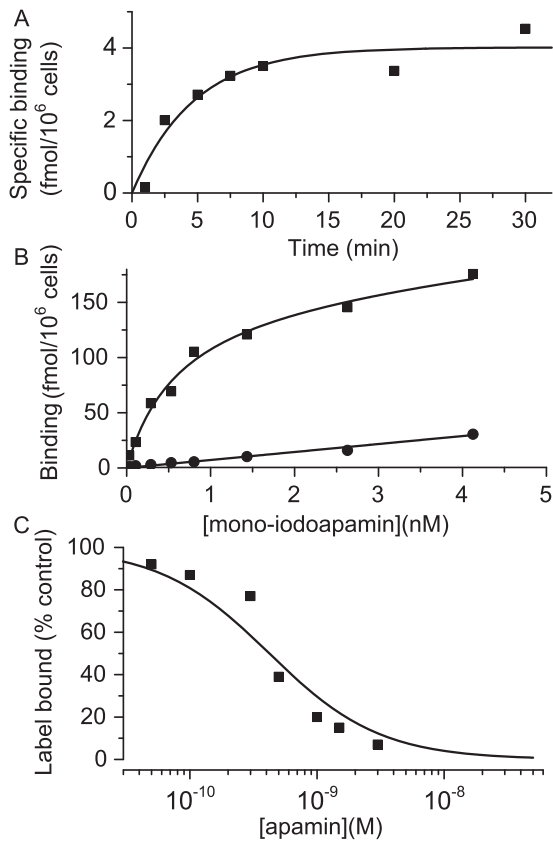 A
Specific binding
(fmol/10⁶ cells)
4
2
0
0 5 10 15 20 25 30
Time (min)
B
Binding (fmol/10⁶ cells)
150
100
50
0
0 1 2 3 4 5
[mono-iodoapamin](nM)
C
Label bound (% control)
100
80
60
40
20
0
10⁻¹⁰ 10⁻⁹ 10⁻⁸
[apamin](M)